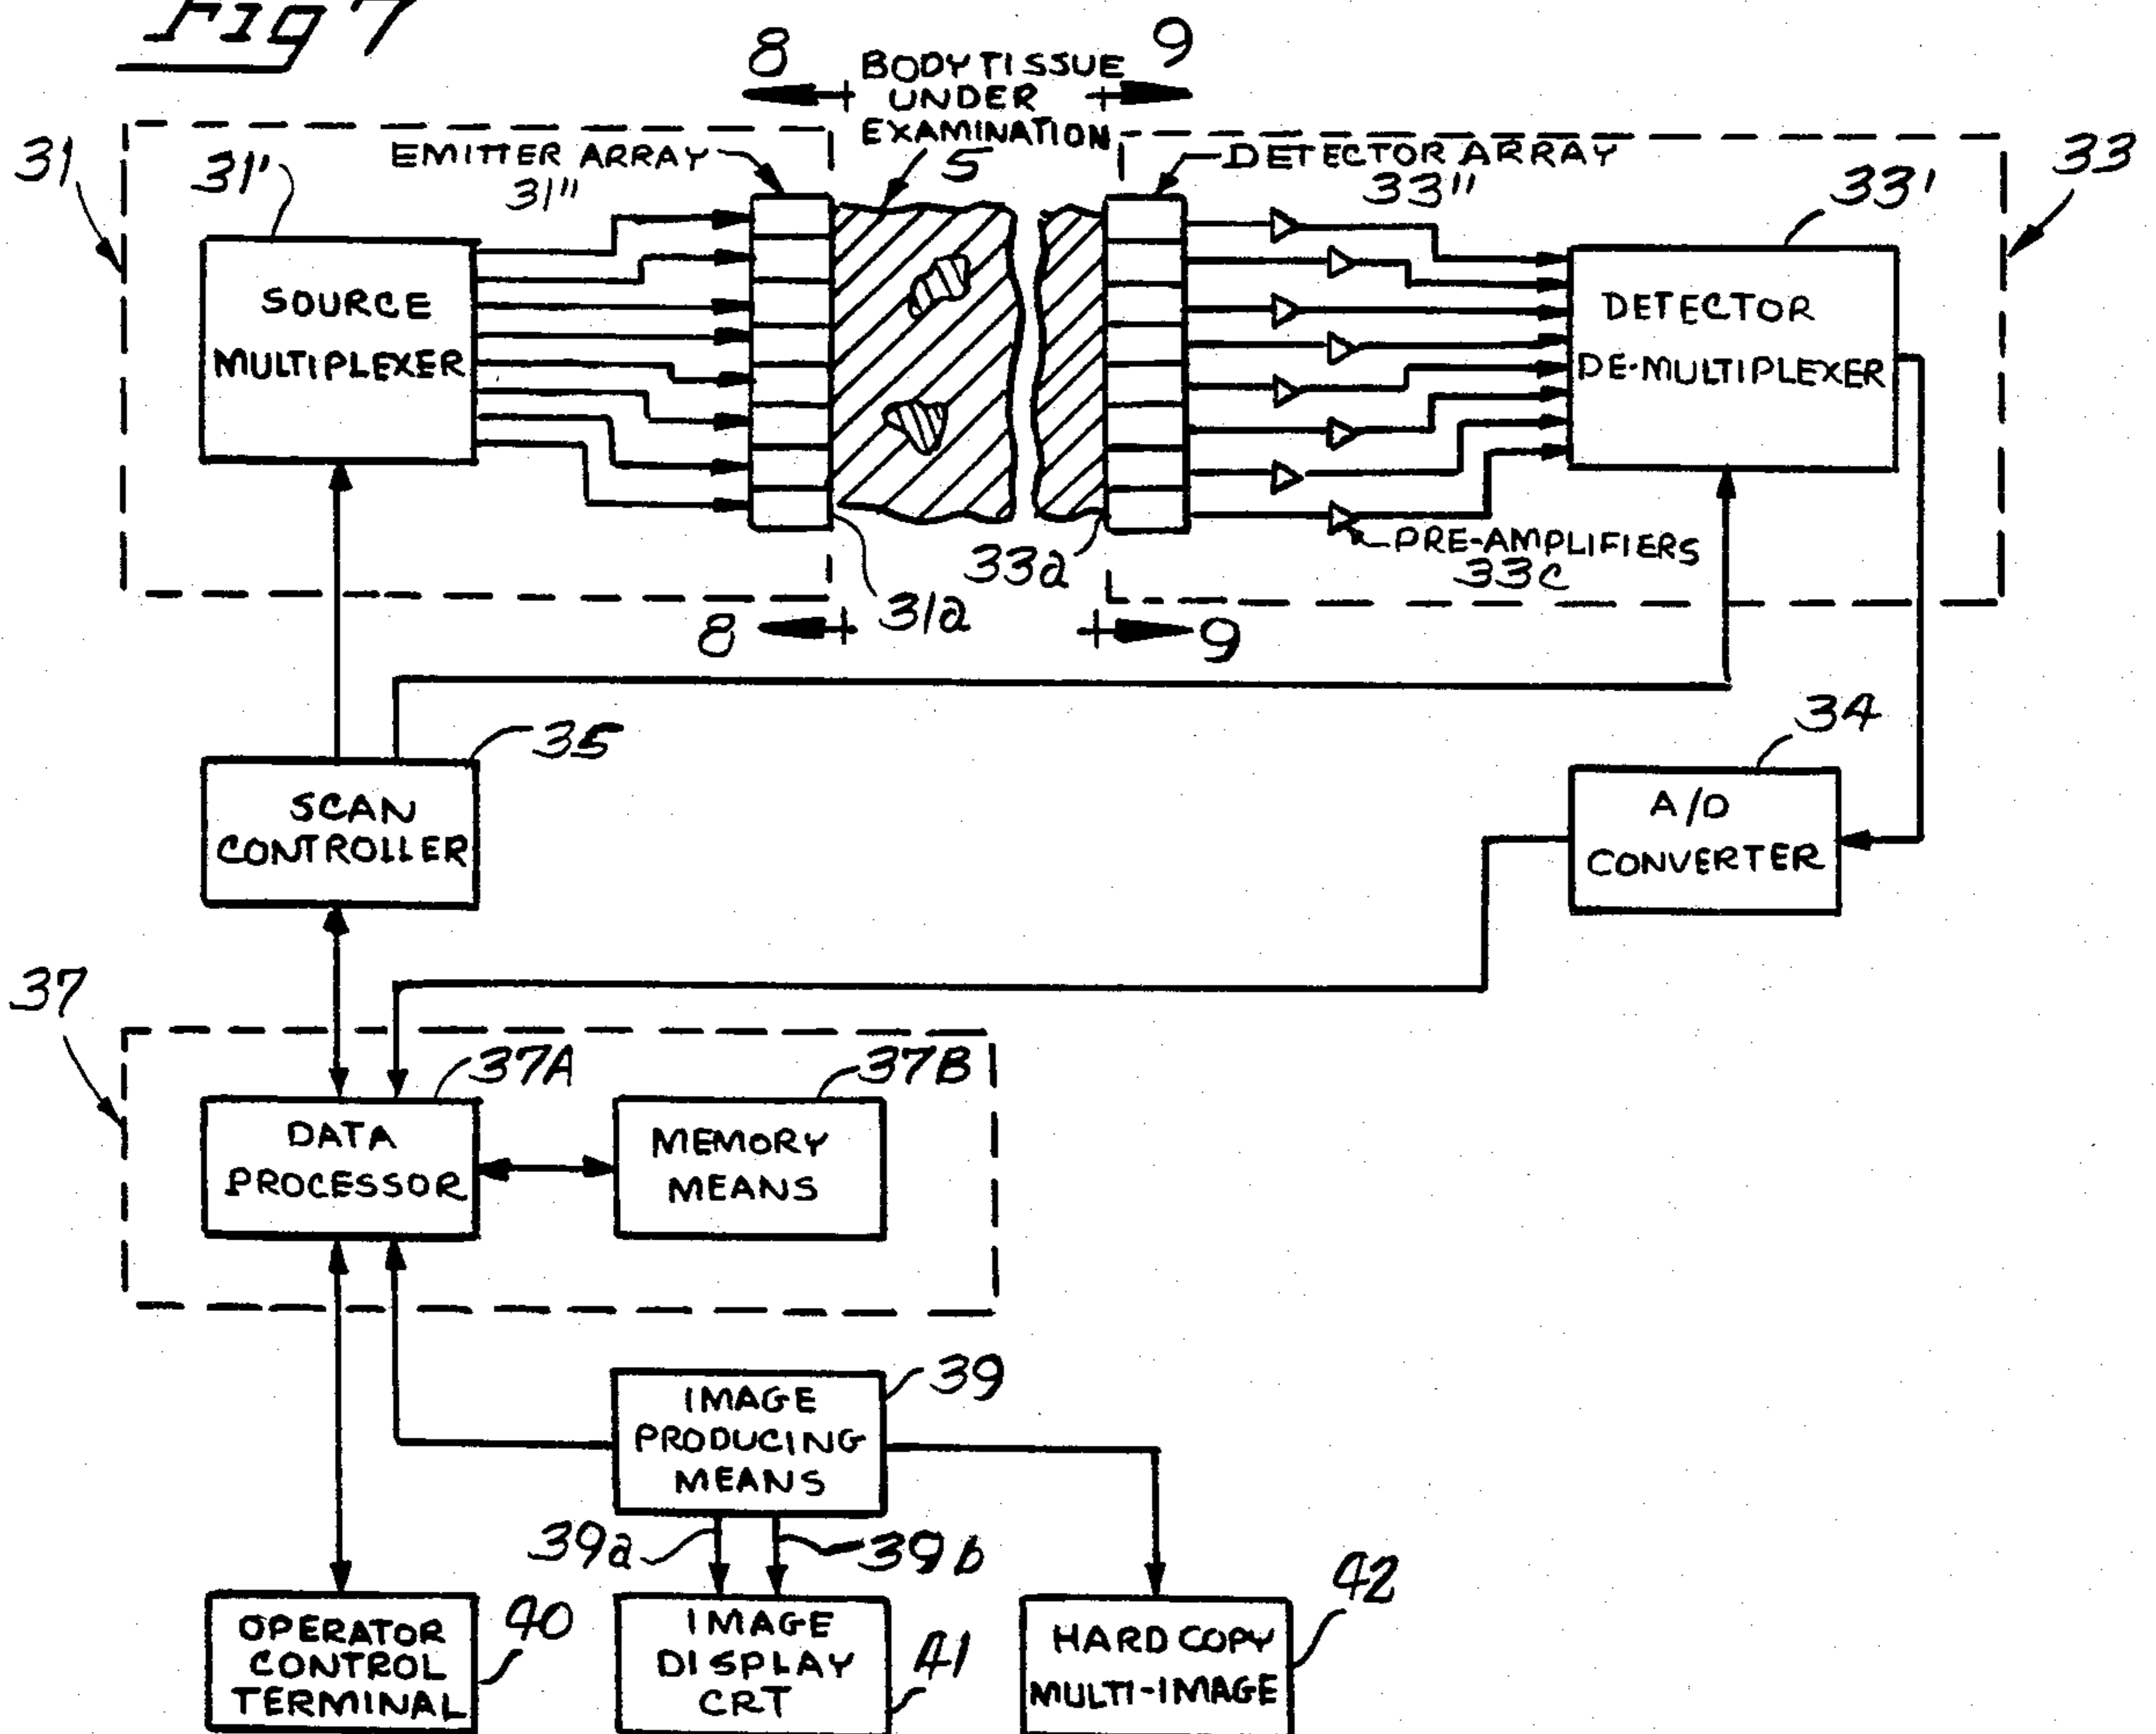 Fig 7
8
BODY TISSUE
UNDER
EXAMINATION
9
31
31'
EMITTER ARRAY
31"
5
DETECTOR ARRAY
33"
33'
33
SOURCE
MULTIPLEXER
DETECTOR
DE-MULTIPLEXER
33a
31a
PRE-AMPLIFIERS
33c
8
9
35
34
SCAN
CONTROLLER
A/D
CONVERTER
37
37A
37B
DATA
PROCESSOR
MEMORY
MEANS
39
IMAGE
PRODUCING
MEANS
39a
39b
40
41
42
OPERATOR
CONTROL
TERMINAL
IMAGE
DISPLAY
CRT
HARD COPY
MULTI-IMAGE